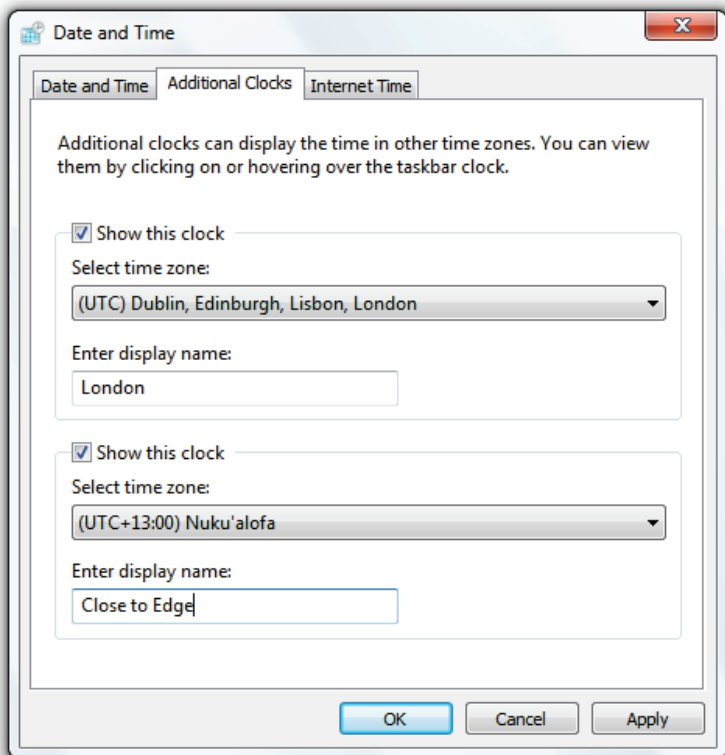 Date and Time
Date and Time Additional Clocks Internet Time
Additional clocks can display the time in other time zones. You can view
them by clicking on or hovering over the taskbar clock.
Show this clock
Select time zone:
(UTC) Dublin, Edinburgh, Lisbon, London
Enter display name:
London
Show this clock
Select time zone:
(UTC+13:00) Nuku'alofa
Enter display name:
Close to Edge
OK Cancel Apply